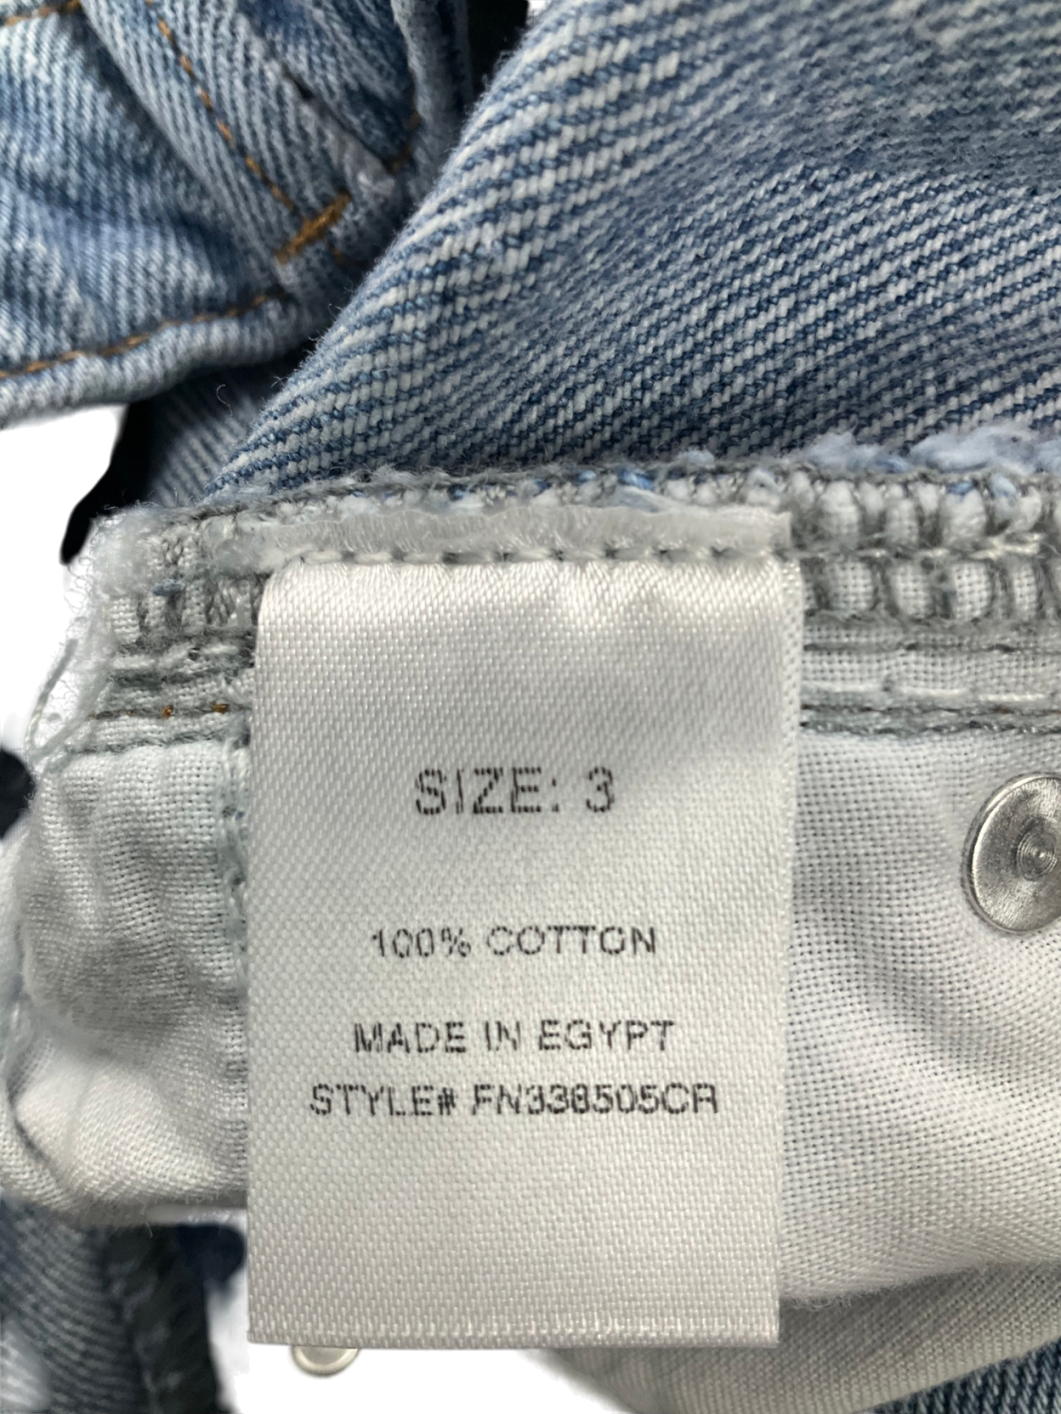 SIZE: 3
100% COTTON
MADE IN EGYPT
STYLE# FN338505CR